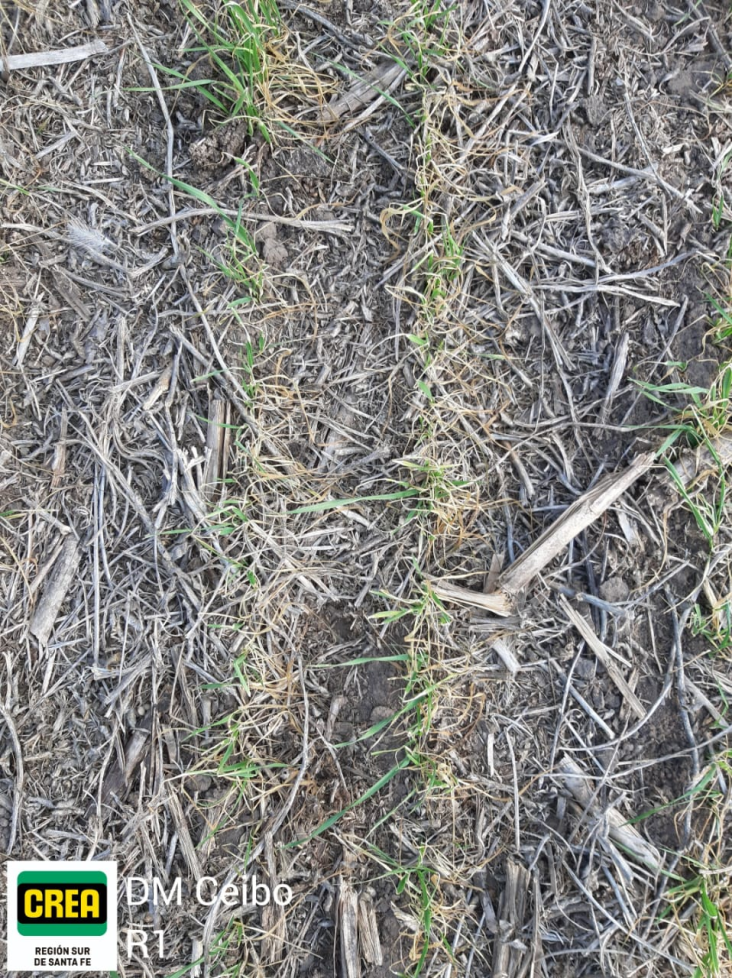 CREA
REGIÓN SUR
DE SANTA FE
DM Ceibo
R1